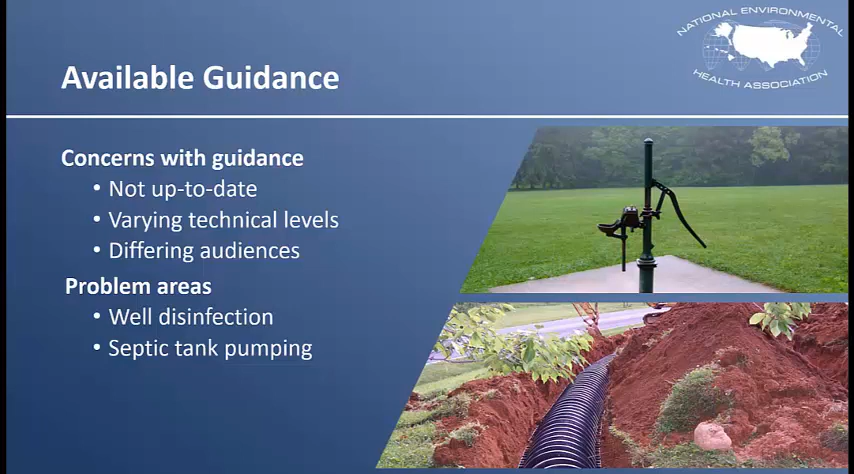 NATIONAL ENVIRONMENTAL
HEALTH ASSOCIATION
Available Guidance
Concerns with guidance
• Not up-to-date
• Varying technical levels
• Differing audiences
Problem areas
• Well disinfection
• Septic tank pumping